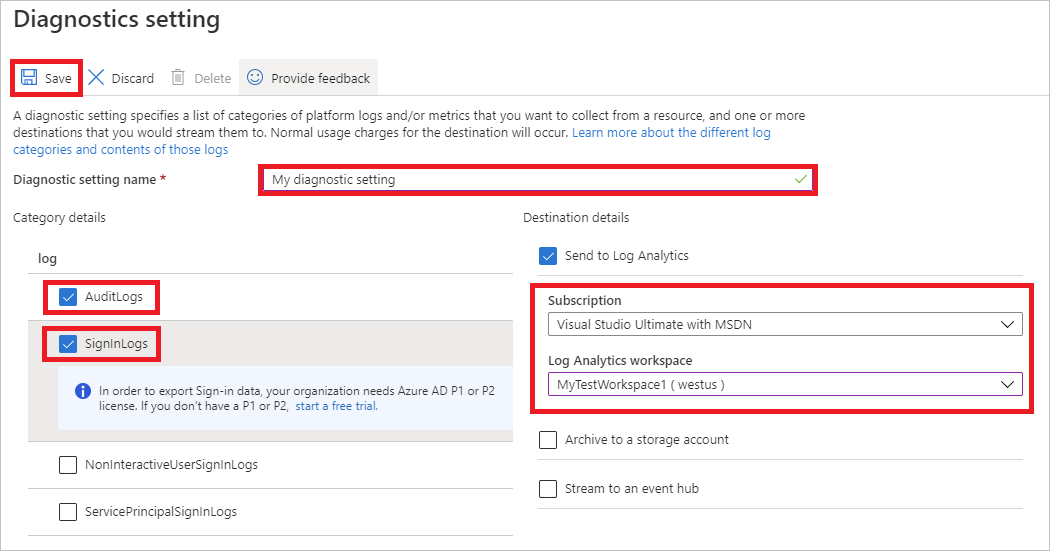 Diagnostics setting
Save Discard Delete Provide feedback
A diagnostic setting specifies a list of categories of platform logs and/or metrics that you want to collect from a resource, and one or more
destinations that you would stream them to. Normal usage charges for the destination will occur. Learn more about the different log
categories and contents of those logs
Diagnostic setting name * My diagnostic setting
Category details
log
AuditLogs
SignInLogs
In order to export Sign-in data, your organization needs Azure AD P1 or P2
license. If you don't have a P1 or P2, start a free trial.
NonInteractiveUserSignInLogs
ServicePrincipalSignInLogs
Destination details
Send to Log Analytics
Subscription
Visual Studio Ultimate with MSDN
Log Analytics workspace
MyTestWorkspace1 ( westus )
Archive to a storage account
Stream to an event hub